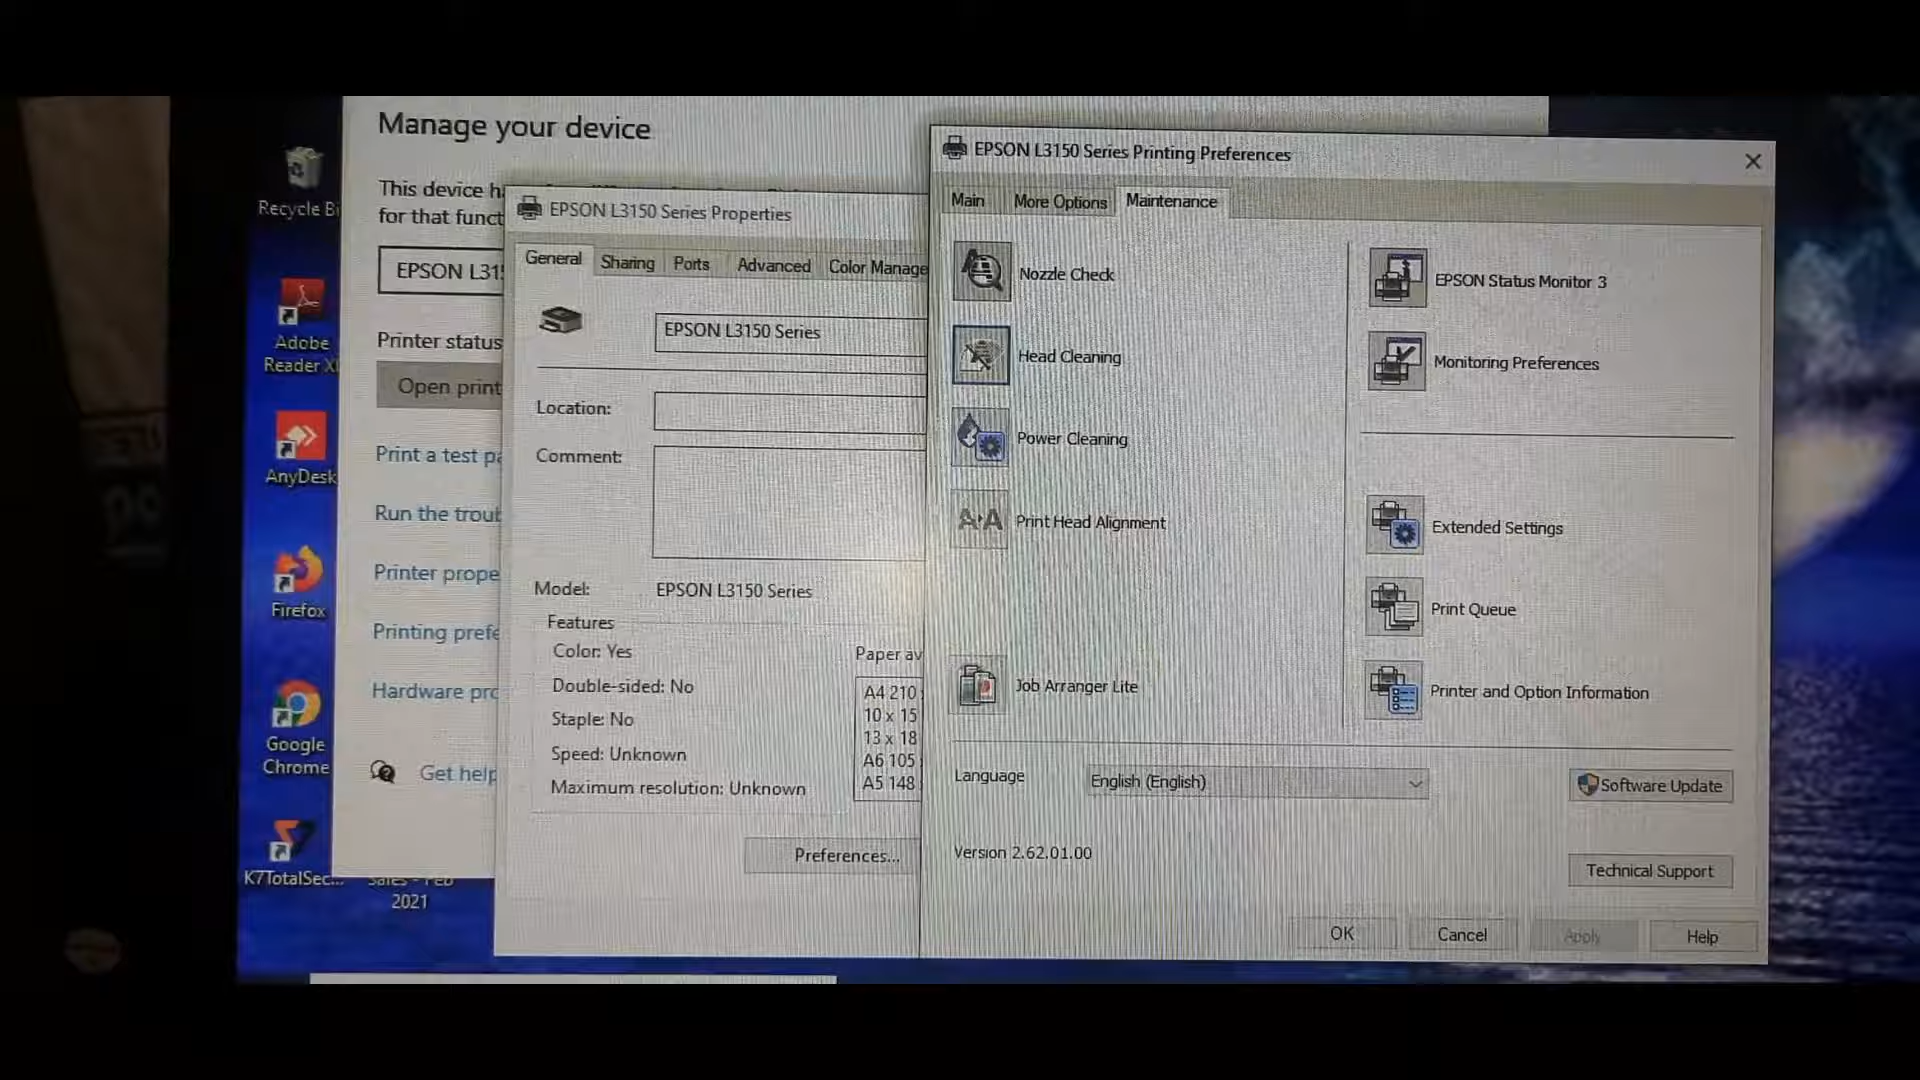 Recycle Bi
Adobe
Reader X
AnyDesk
Firefox
Google
Chrome
K7TotalSec...
2021
Manage your device
This device h
for that funct
EPSON L31
Printer status
Open print
Print a test pa
Run the trout
Printer prope
Printing prefe
Hardware pro
Get help
EPSON L3150 Series Properties
General Sharing Ports Advanced Color Manage
EPSON L3150 Series
Location:
Comment:
Model: EPSON L3150 Series
Features
Color: Yes
Double-sided: No
Staple: No
Speed: Unknown
Maximum resolution: Unknown
Paper av
A4 210
10 x 15
13 x 18
A6 105
A5 148
Preferences...
EPSON L3150 Series Printing Preferences
Main More Options Maintenance
Nozzle Check
Head Cleaning
Power Cleaning
Print Head Alignment
Job Arranger Lite
EPSON Status Monitor 3
Monitoring Preferences
Extended Settings
Print Queue
Printer and Option Information
Language English (English)
Software Update
Version 2.62.01.00
Technical Support
OK Cancel Apply Help